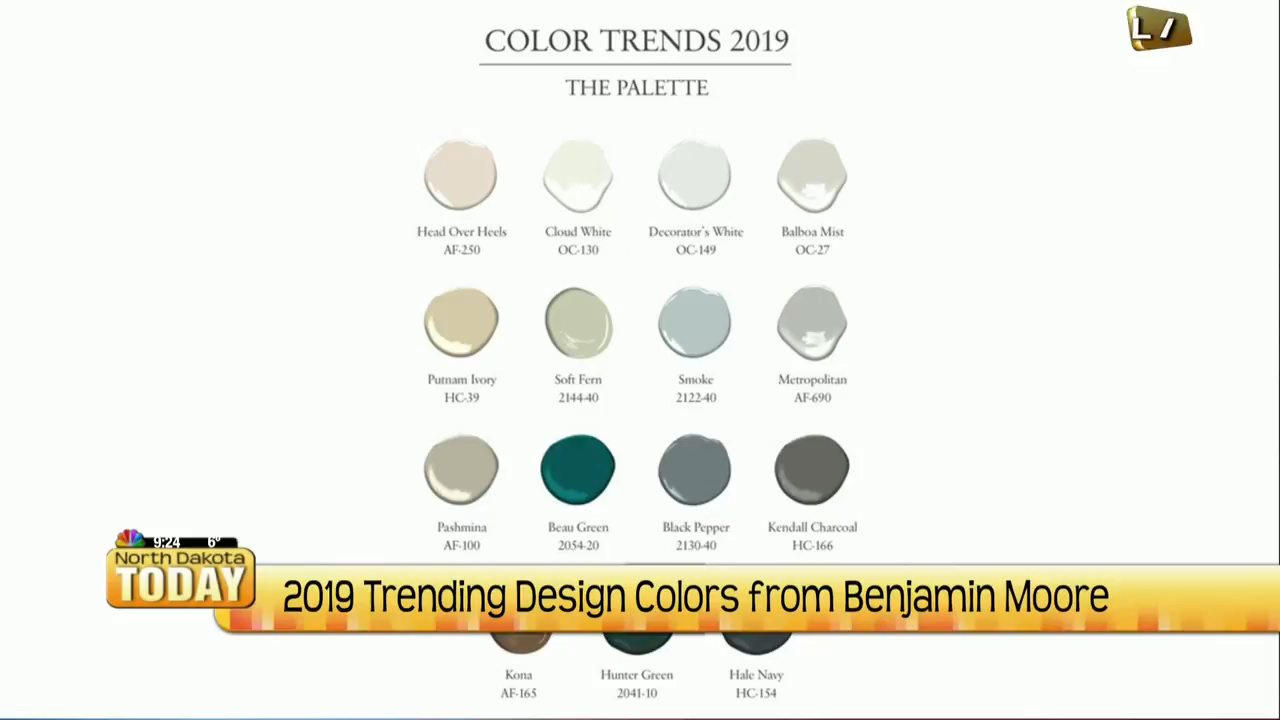 COLOR TRENDS 2019
THE PALETTE
Head Over Heels
AF-250
Cloud White
OC-130
Decorator's White
OC-149
Balboa Mist
OC-27
Putnam Ivory
HC-39
Soft Fern
2144-40
Smoke
2122-40
Metropolitan
AF-690
Pashmina
AF-100
Beau Green
2054-20
Black Pepper
2130-40
Kendall Charcoal
HC-166
9:24 6°
North Dakota
TODAY
2019 Trending Design Colors from Benjamin Moore
Kona
AF-165
Hunter Green
2041-10
Hale Navy
HC-154